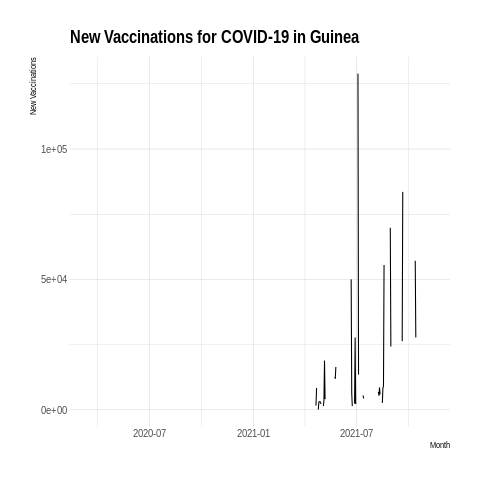 New Vaccinations for COVID-19 in Guinea
New Vaccinations
1e+05
5e+04
0e+00
2020-07 2021-01 2021-07
Month